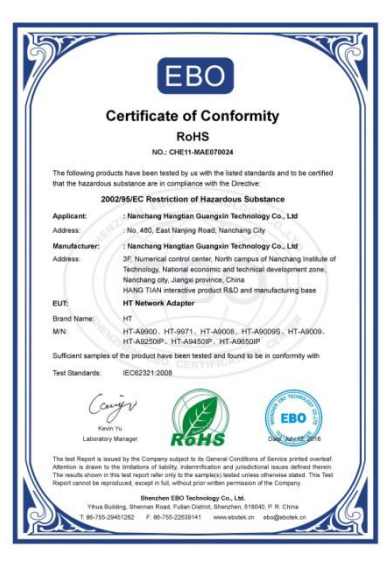 EBO
Certificate of Conformity
RoHS
NO.: CHE11-MAE070024
The following products have been tested by us with the listed standards and to be certified
that the hazardous substance are in compliance with the Directive:
2002/95/EC Restriction of Hazardous Substance
Applicant: : Nanchang Hangtian Guangxin Technology Co., Ltd
Address: : No. 480, East Nanjing Road, Nanchang City
Manufacturer: : Nanchang Hangtian Guangxin Technology Co., Ltd
Address: 3F, Numerical control center, North campus of Nanchang Institute of
Technology, National economic and technical development zone,
Nanchang city, Jiangxi province, China
HANG TIAN interactive product R&D and manufacturing base
EUT: HT Network Adapter
Brand Name: HT
M/N: HT-A9900、HT-9971、HT-A9008、HT-A9009S、HT-A9009、
HT-A9250IP、HT-A9450IP、HT-A9650IP
Sufficient samples of the product have been tested and found to be in conformity with
Test Standards: IEC62321:2008
Kevin Yu
Laboratory Manager
RoHS
EBO
Date: July.12, 2016
The test Report is issued by the Company subject to its General Conditions of Service printed overleaf.
Attention is drawn to the limitations of liability, indemnification and jurisdictional issues defined therein.
The results shown in this test report refer only to the sample(s) tested unless otherwise stated. This Test
Report cannot be reproduced, except in full, without prior written permission of the Company.
Shenzhen EBO Technology Co., Ltd.
Yihua Building, Shennan Road, Futian District, Shenzhen, 518040, P. R. China
T: 86-755-29451282 F: 86-755-22639141 www.ebotek.cn ebo@ebotek.cn